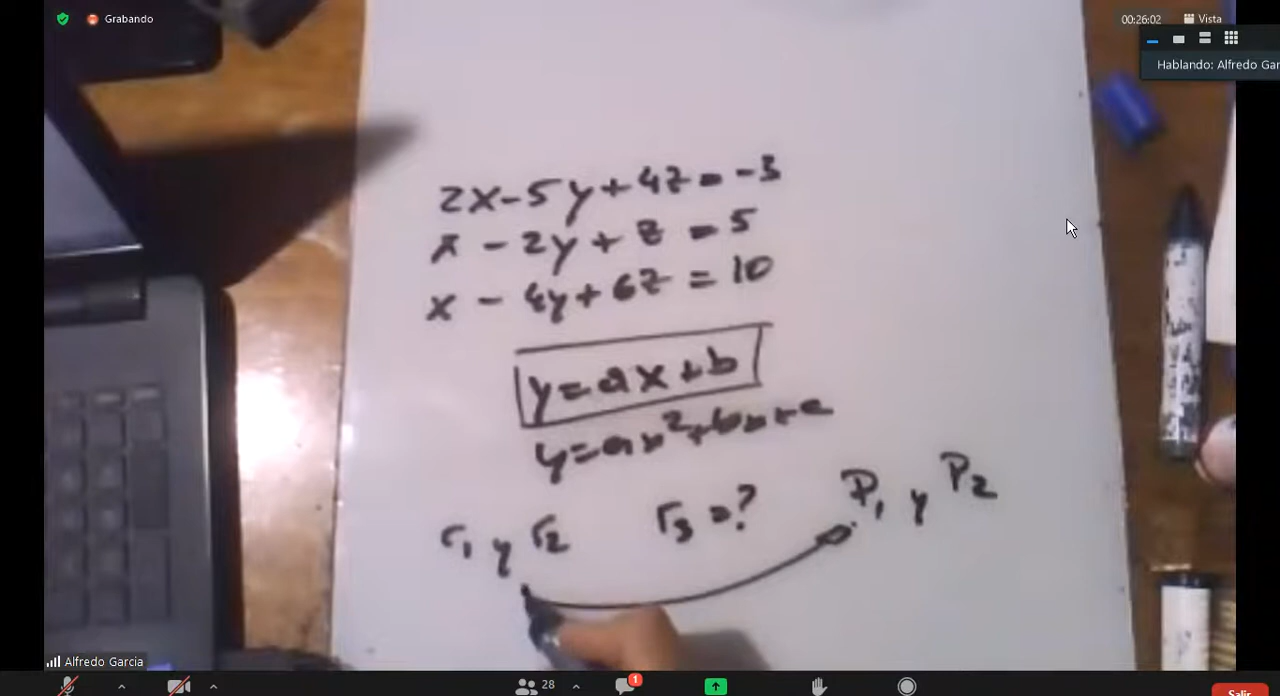 Grabando
00:26:02 Vista
Hablando: Alfredo Gar
2x-5y+4z=-3
x-2y+z=5
x-4y+6z=10
y=ax+b
y=ax²+bx+c
r₁ y r₂ r₃=? P₁ y P₂
Alfredo Garcia
28
1
Salir